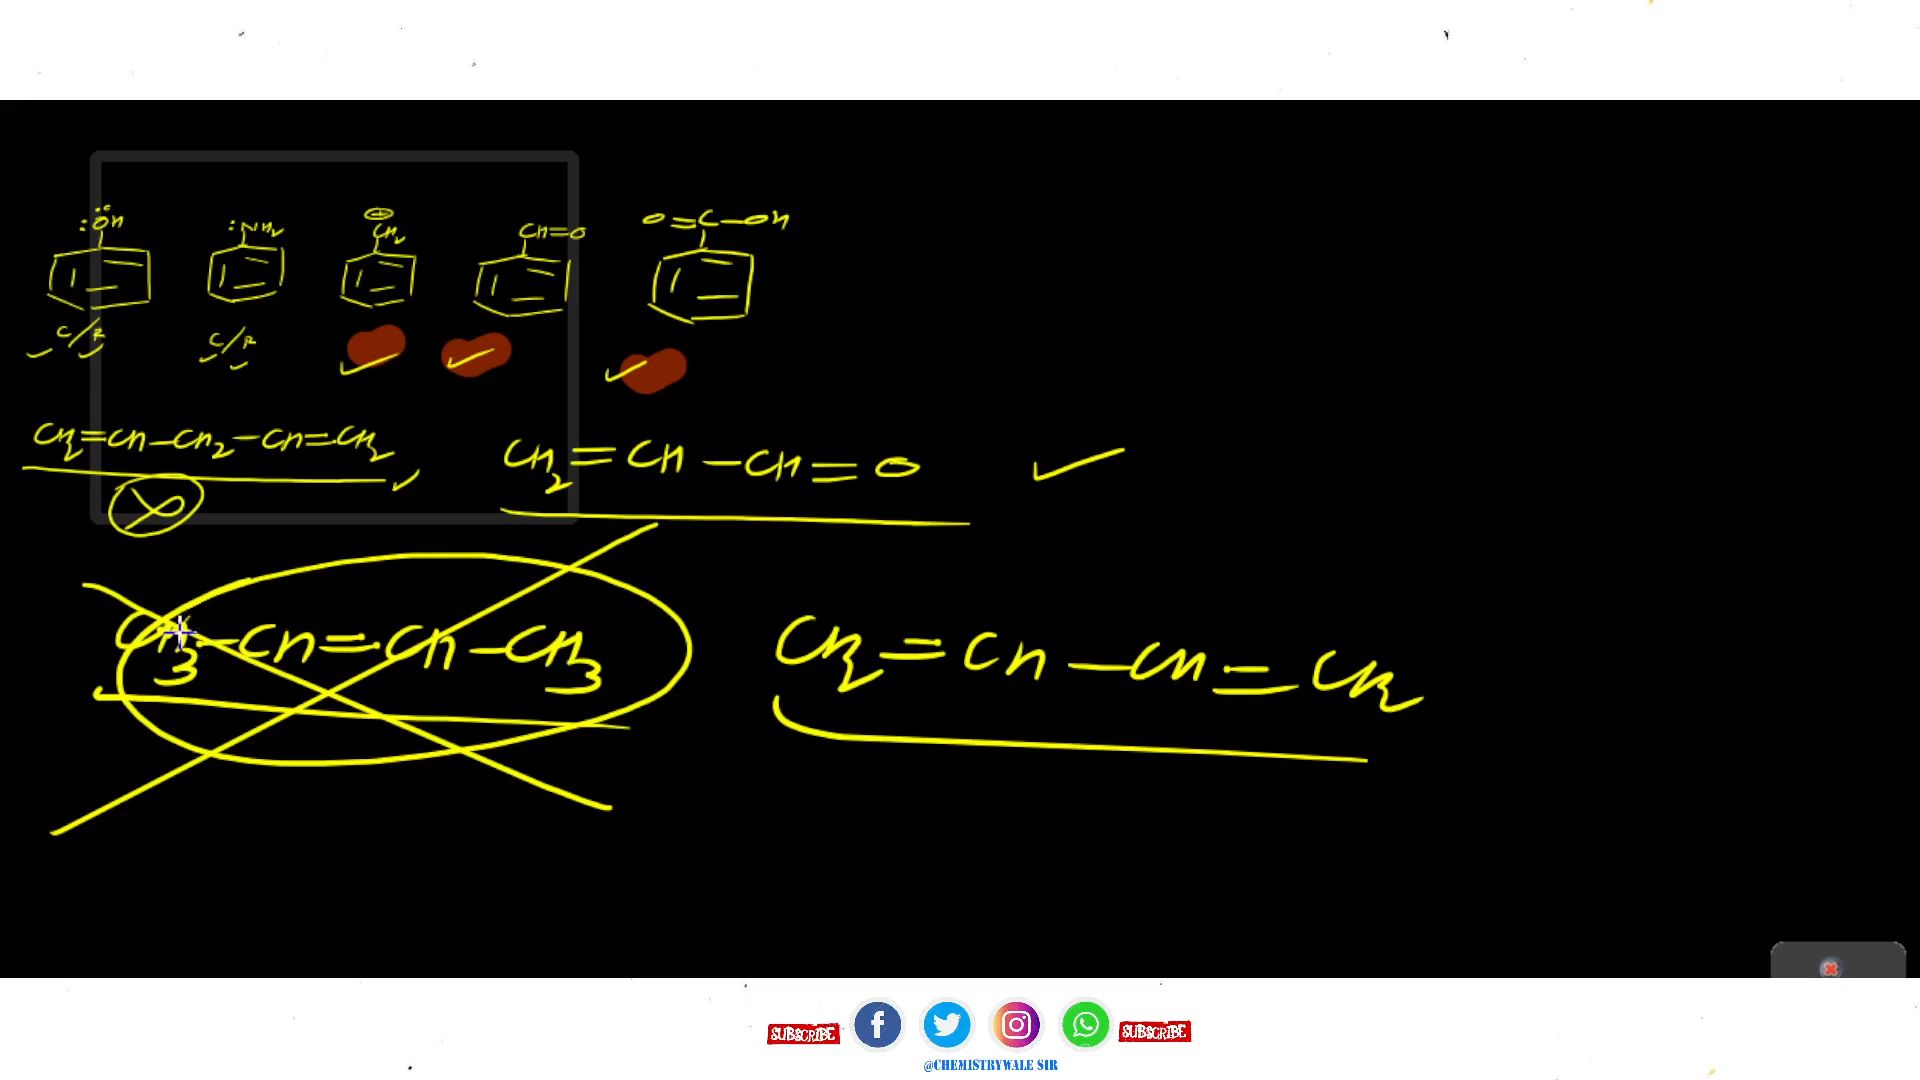 :ÖH :NH₂ ⊕ CH₂ CH=O O=C—OH
C/R C/R
CH₂=CH—CH₂—CH=CH₂ CH₂=CH—CH=O
CH₃—CH=CH—CH₃ CH₂=CH—CH=CH₂
SUBSCRIBE SUBSCRIBE
@CHEMISTRYWALE SIR